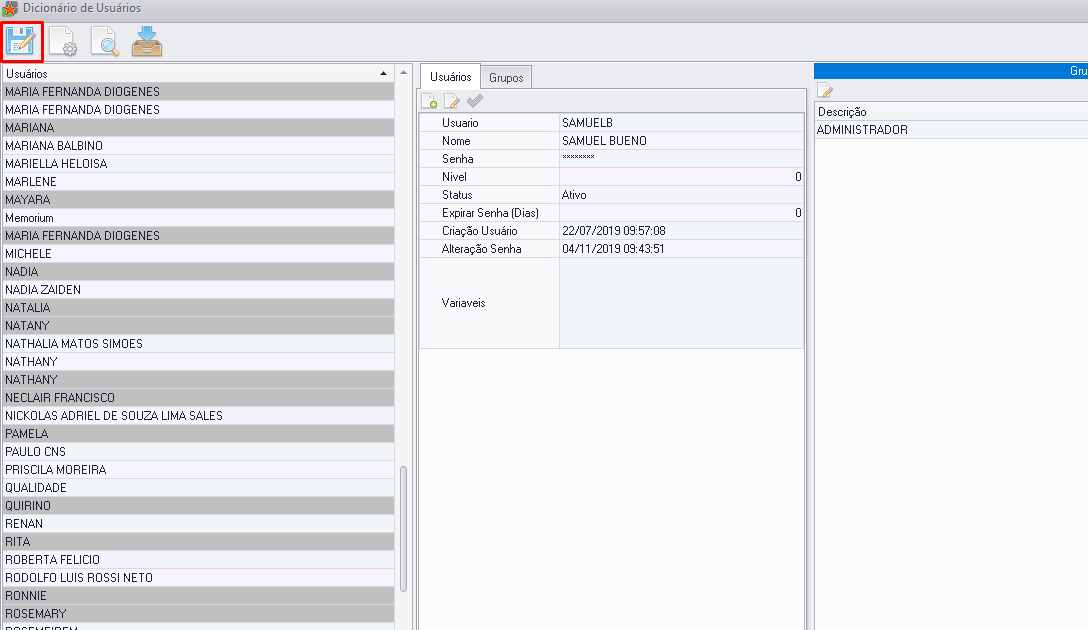 Dicionário de Usuários
Usuários
MARIA FERNANDA DIOGENES
MARIA FERNANDA DIOGENES
MARIANA
MARIANA BALBINO
MARIELLA HELOISA
MARLENE
MAYARA
Memorium
MARIA FERNANDA DIOGENES
MICHELE
NADIA
NADIA ZAIDEN
NATALIA
NATANY
NATHALIA MATOS SIMOES
NATHANY
NATHANY
NECLAIR FRANCISCO
NICKOLAS ADRIEL DE SOUZA LIMA SALES
PAMELA
PAULO CNS
PRISCILA MOREIRA
QUALIDADE
QUIRINO
RENAN
RITA
ROBERTA FELICIO
RODOLFO LUIS ROSSI NETO
RONNIE
ROSEMARY
Usuários Grupos
Usuario SAMUELB
Nome SAMUEL BUENO
Senha ××××××××
Nivel 0
Status Ativo
Expirar Senha (Dias) 0
Criação Usuário 22/07/2019 09:57:08
Alteração Senha 04/11/2019 09:43:51
Variaveis
Gru
Descrição
ADMINISTRADOR